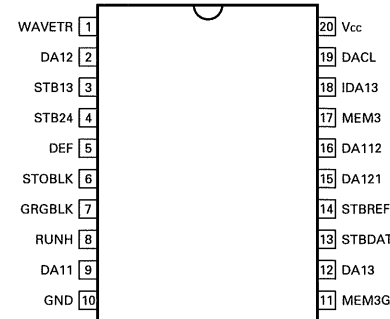 WAVETR 1 20 Vcc
DA12 2 19 DACL
STB13 3 18 IDA13
STB24 4 17 MEM3
DEF 5 16 DA112
STOBLK 6 15 DA121
GRGBLK 7 14 STBREF
RUNH 8 13 STBDAT
DA11 9 12 DA13
GND 10 11 MEM3G